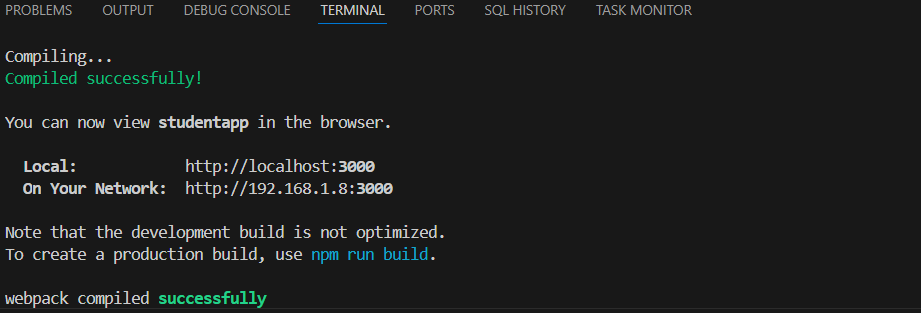 PROBLEMS OUTPUT DEBUG CONSOLE TERMINAL PORTS SQL HISTORY TASK MONITOR
Compiling...
Compiled successfully!
You can now view studentapp in the browser.
Local: http://localhost:3000
On Your Network: http://192.168.1.8:3000
Note that the development build is not optimized.
To create a production build, use npm run build.
webpack compiled successfully